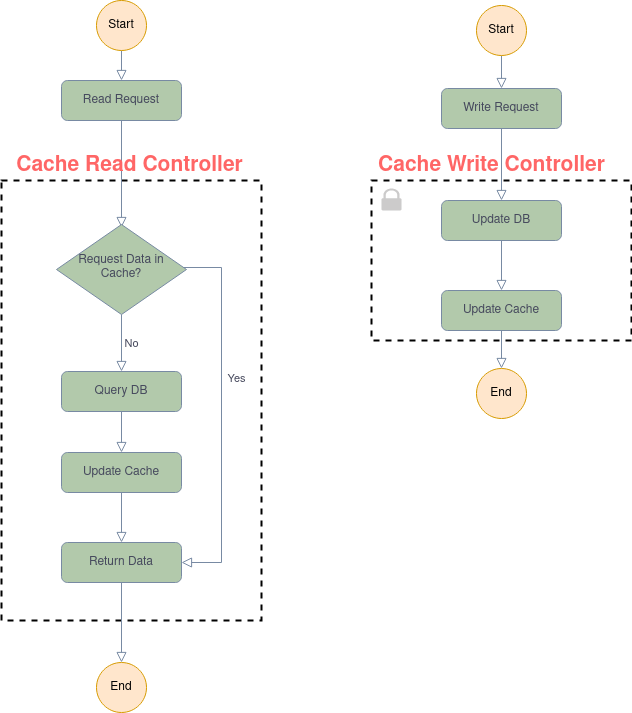 Start
Read Request
Cache Read Controller
Request Data in
Cache?
No
Yes
Query DB
Update Cache
Return Data
End
Start
Write Request
Cache Write Controller
Update DB
Update Cache
End